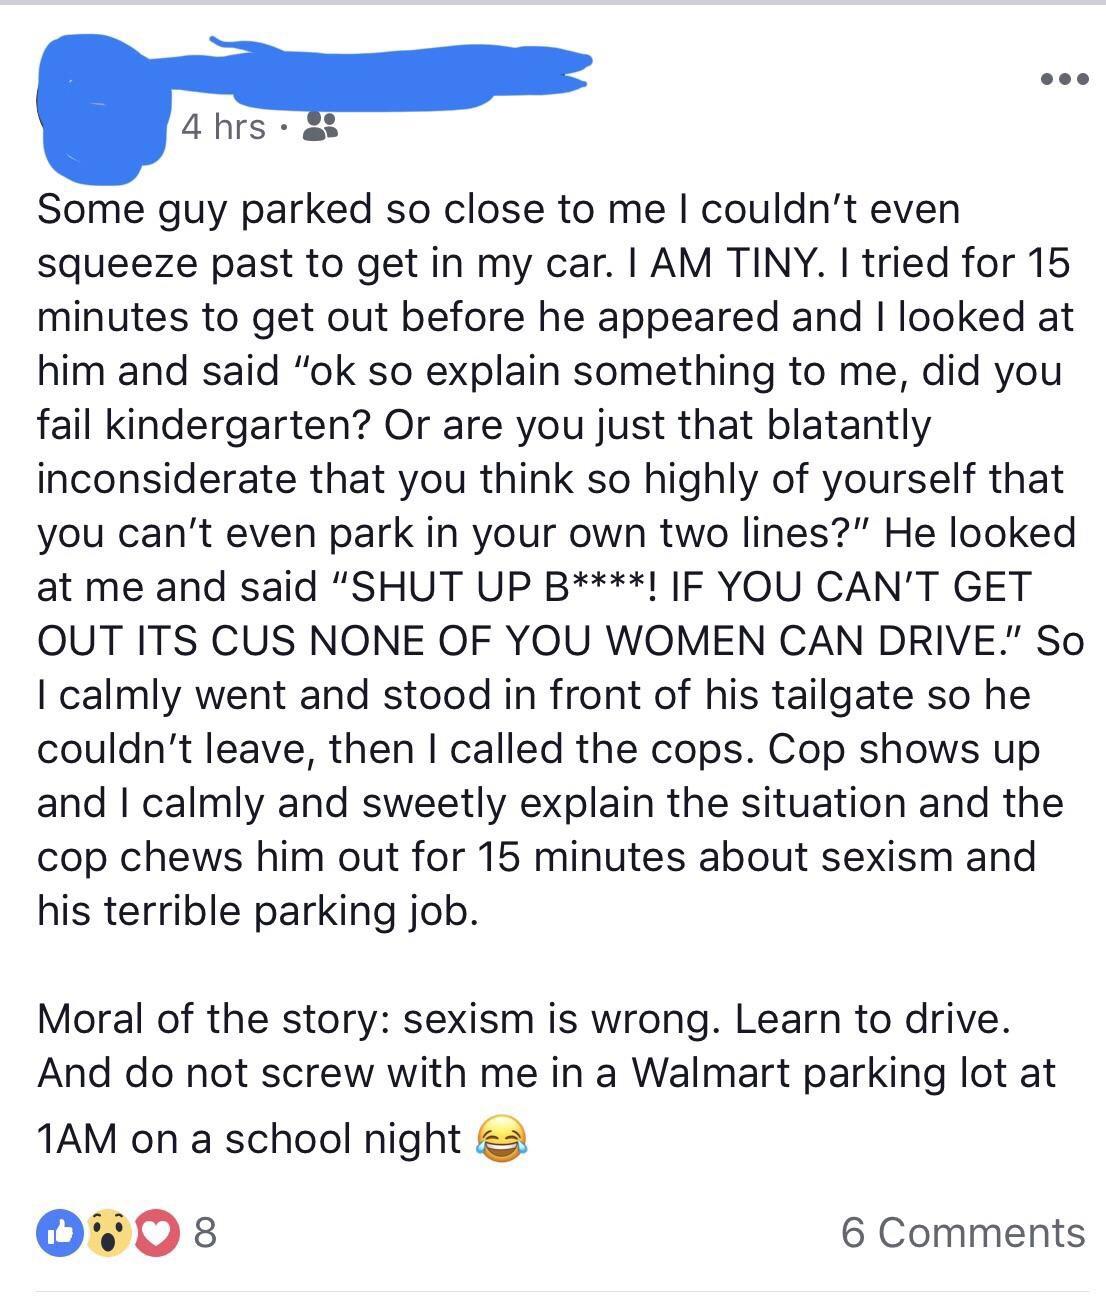 4 hrs ·
Some guy parked so close to me I couldn’t even
squeeze past to get in my car. I AM TINY. I tried for 15
minutes to get out before he appeared and I looked at
him and said “ok so explain something to me, did you
fail kindergarten? Or are you just that blatantly
inconsiderate that you think so highly of yourself that
you can’t even park in your own two lines?” He looked
at me and said “SHUT UP B****! IF YOU CAN’T GET
OUT ITS CUS NONE OF YOU WOMEN CAN DRIVE.” So
I calmly went and stood in front of his tailgate so he
couldn’t leave, then I called the cops. Cop shows up
and I calmly and sweetly explain the situation and the
cop chews him out for 15 minutes about sexism and
his terrible parking job.
Moral of the story: sexism is wrong. Learn to drive.
And do not screw with me in a Walmart parking lot at
1AM on a school night 😂
8 6 Comments